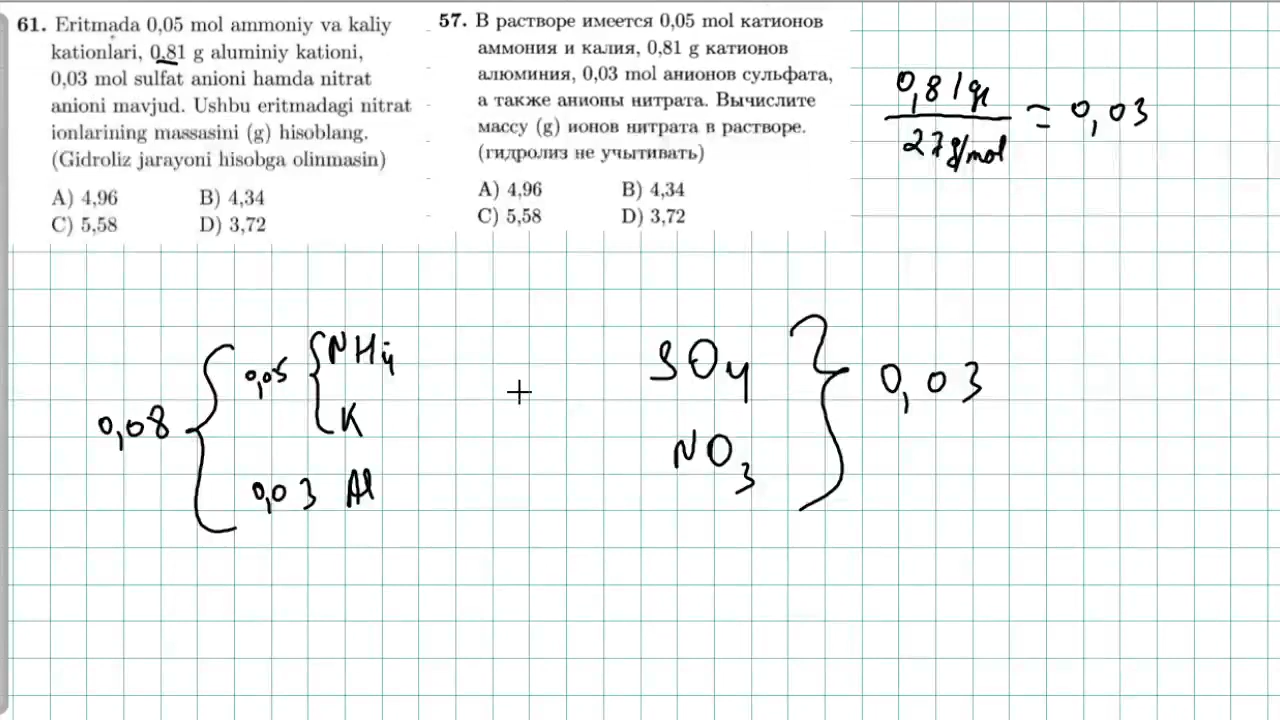 61. Eritmada 0,05 mol ammoniy va kaliy
kationlari, 0,81 g aluminiy kationi,
0,03 mol sulfat anioni hamda nitrat
anioni mavjud. Ushbu eritmadagi nitrat
ionlarining massasini (g) hisoblang.
(Gidroliz jarayoni hisobga olinmasin)
A) 4,96 B) 4,34
C) 5,58 D) 3,72
57. В растворе имеется 0,05 mol катионов
аммония и калия, 0,81 g катионов
алюминия, 0,03 mol анионов сульфата,
а также анионы нитрата. Вычислите
массу (g) ионов нитрата в растворе.
(гидролиз не учытивать)
A) 4,96 B) 4,34
C) 5,58 D) 3,72
0,81 gr
27 g/mol
= 0,03
0,08
0,05
NH4
K
0,03 Al
+
SO4
NO3
0,03